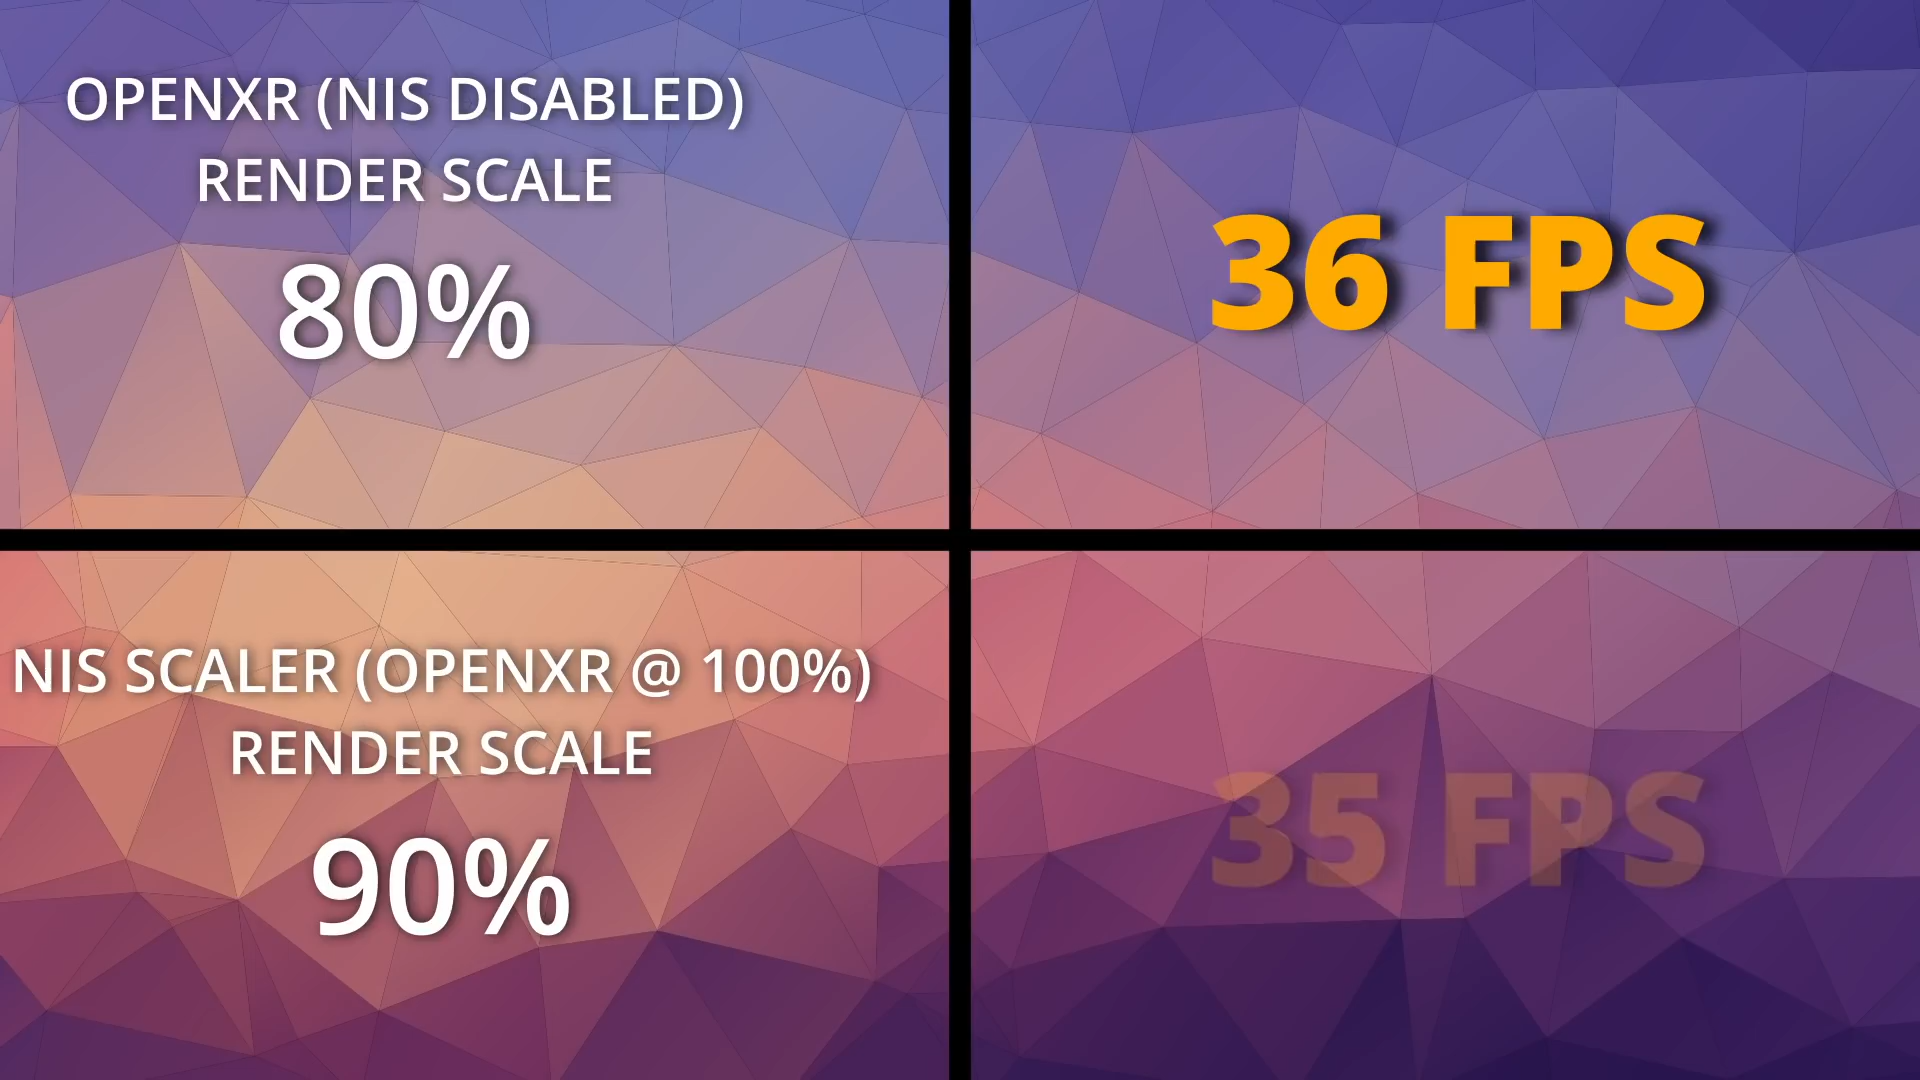 OPENXR (NIS DISABLED)
RENDER SCALE
80%
36 FPS
NIS SCALER (OPENXR @ 100%)
RENDER SCALE
90%
35 FPS